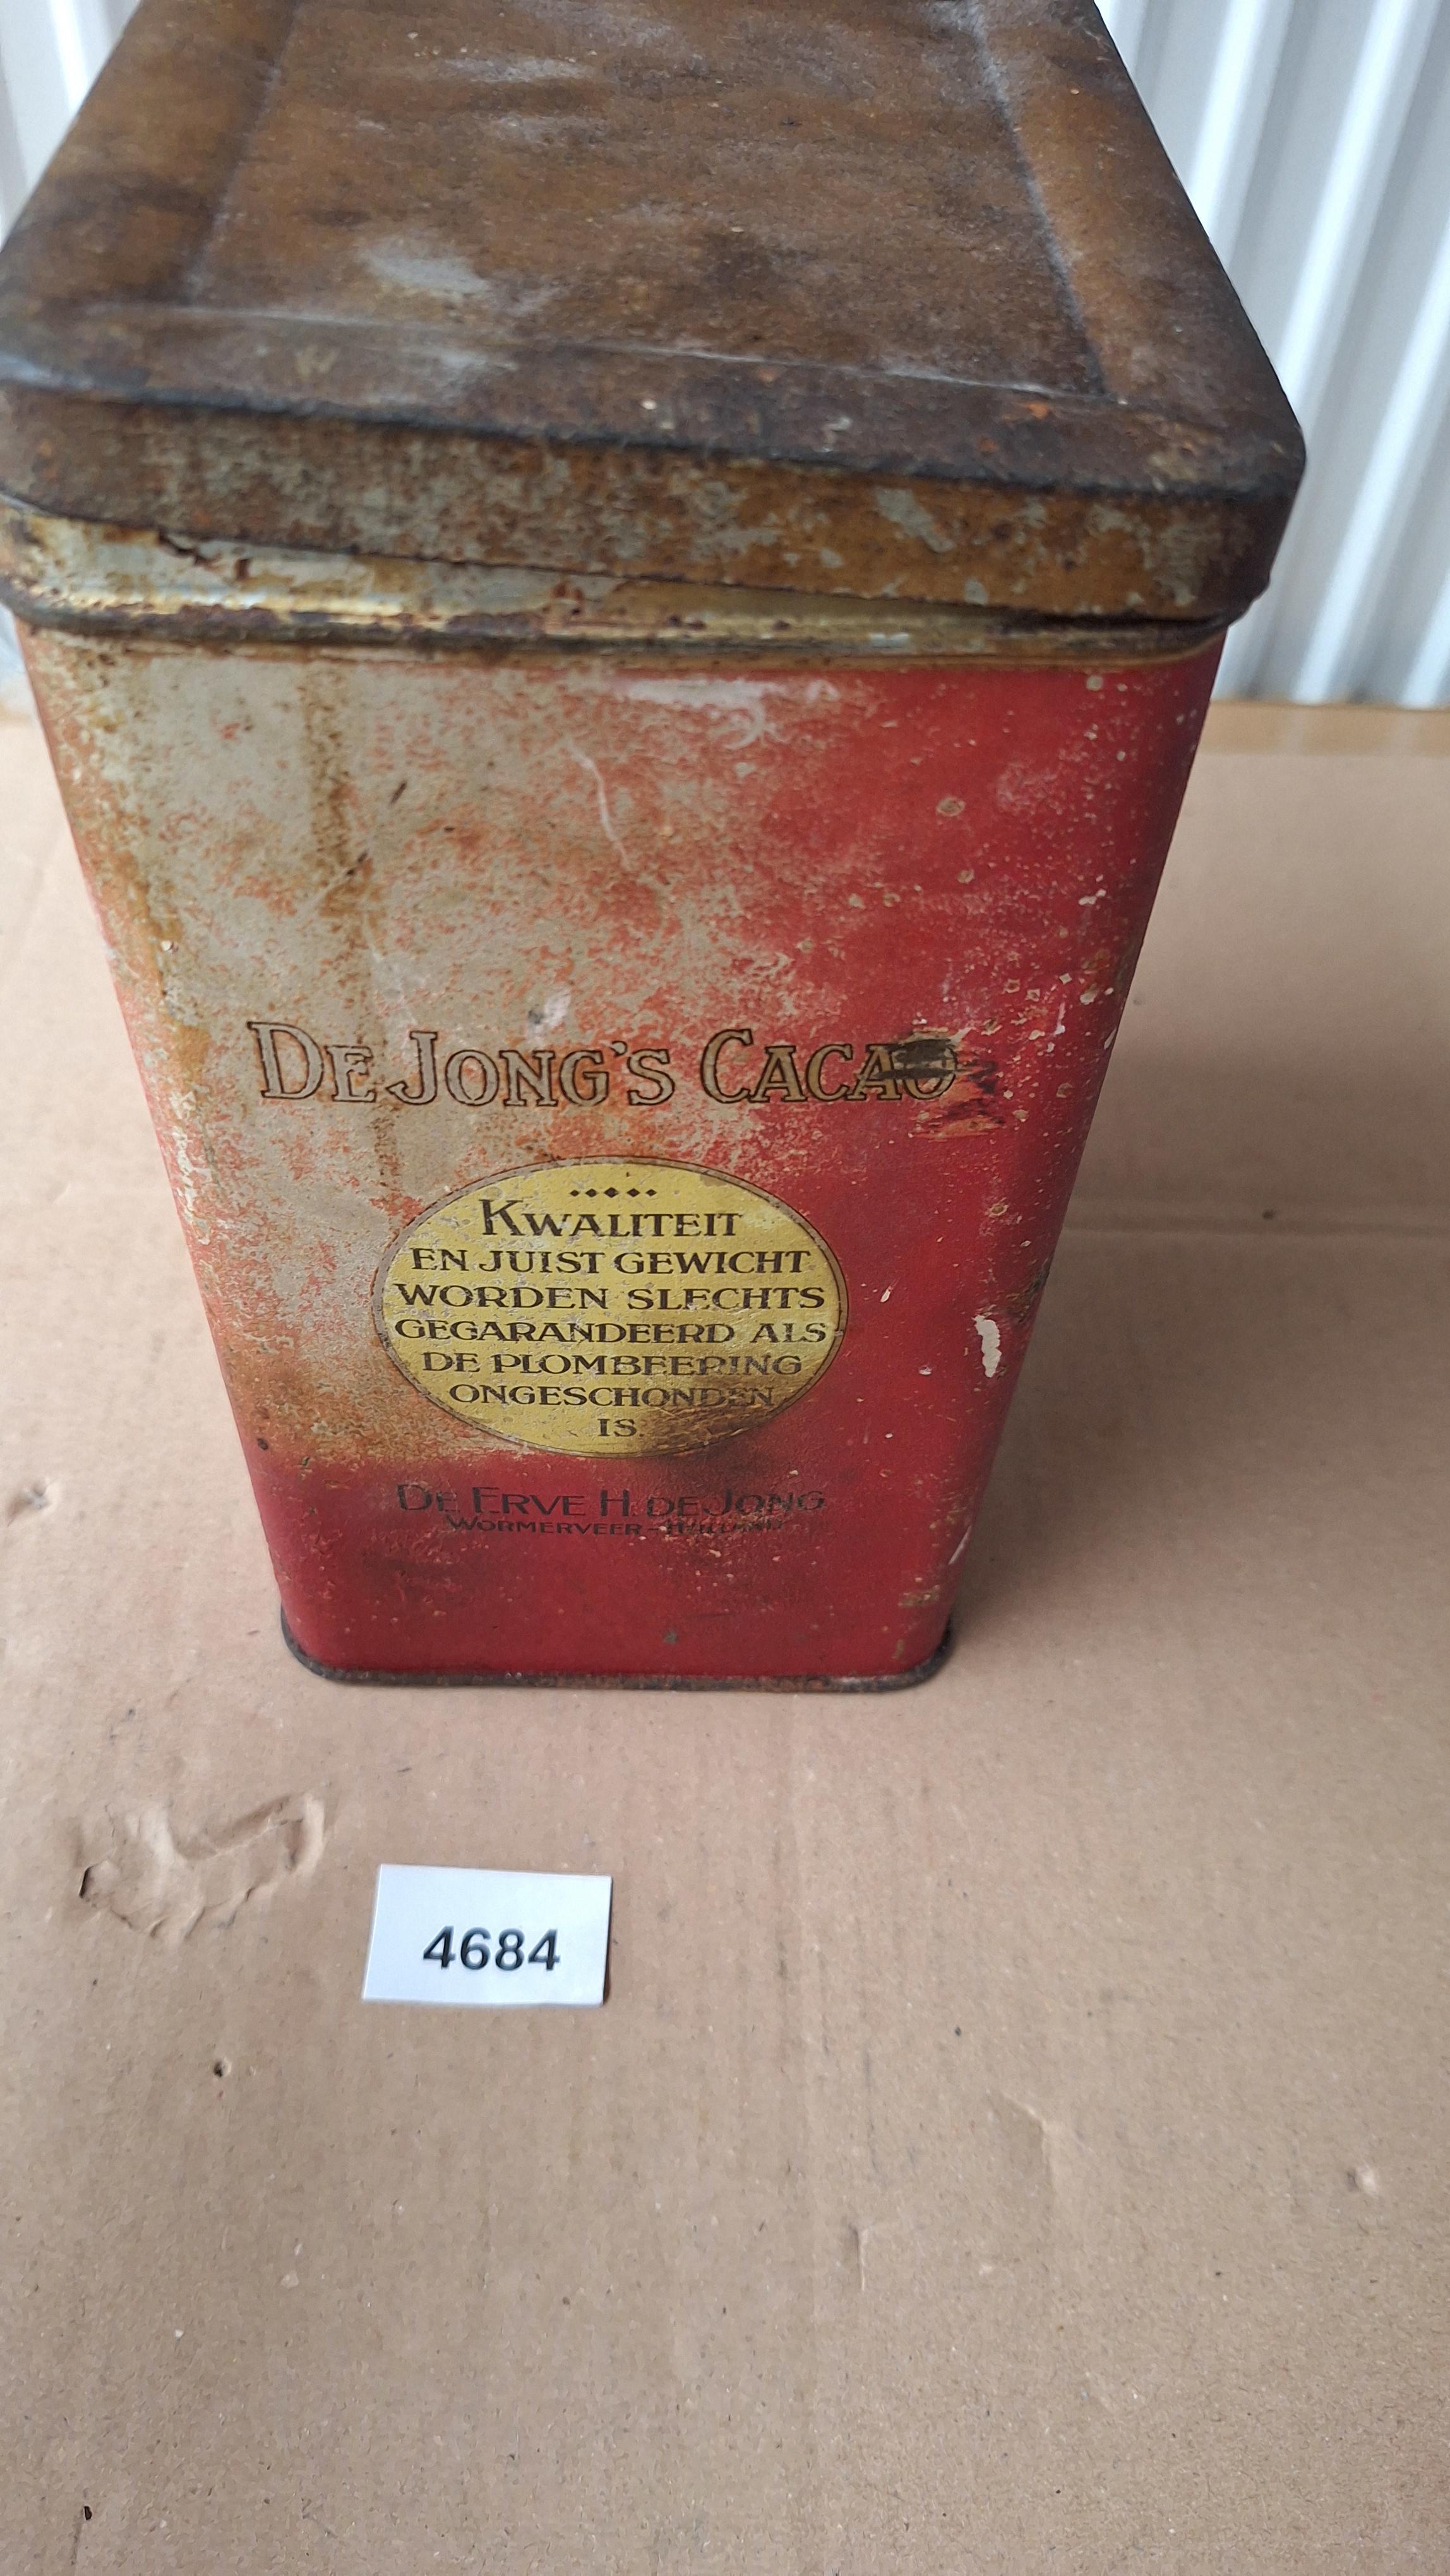 DE JONG'S CACAO
KWALITEIT
EN JUIST GEWICHT
WORDEN SLECHTS
GEGARANDEERD ALS
DE PLOMBEERING
ONGESCHONDEN
IS.
DE ERVE H. DE JONG
WORMERVEER-HOLLAND
4684